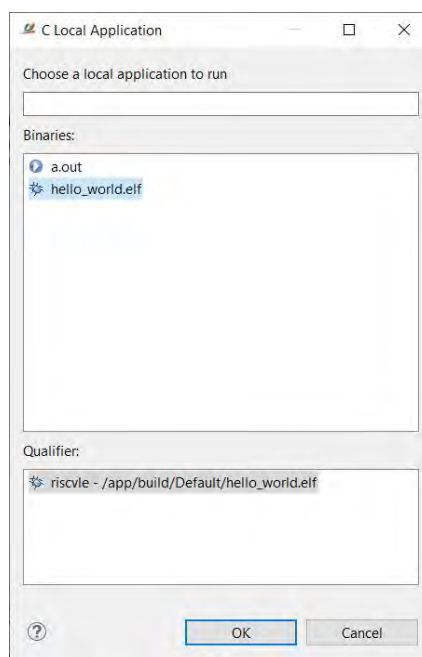 C Local Application
Choose a local application to run
Binaries:
a.out
hello_world.elf
Qualifier:
riscvle - /app/build/Default/hello_world.elf
OK
Cancel